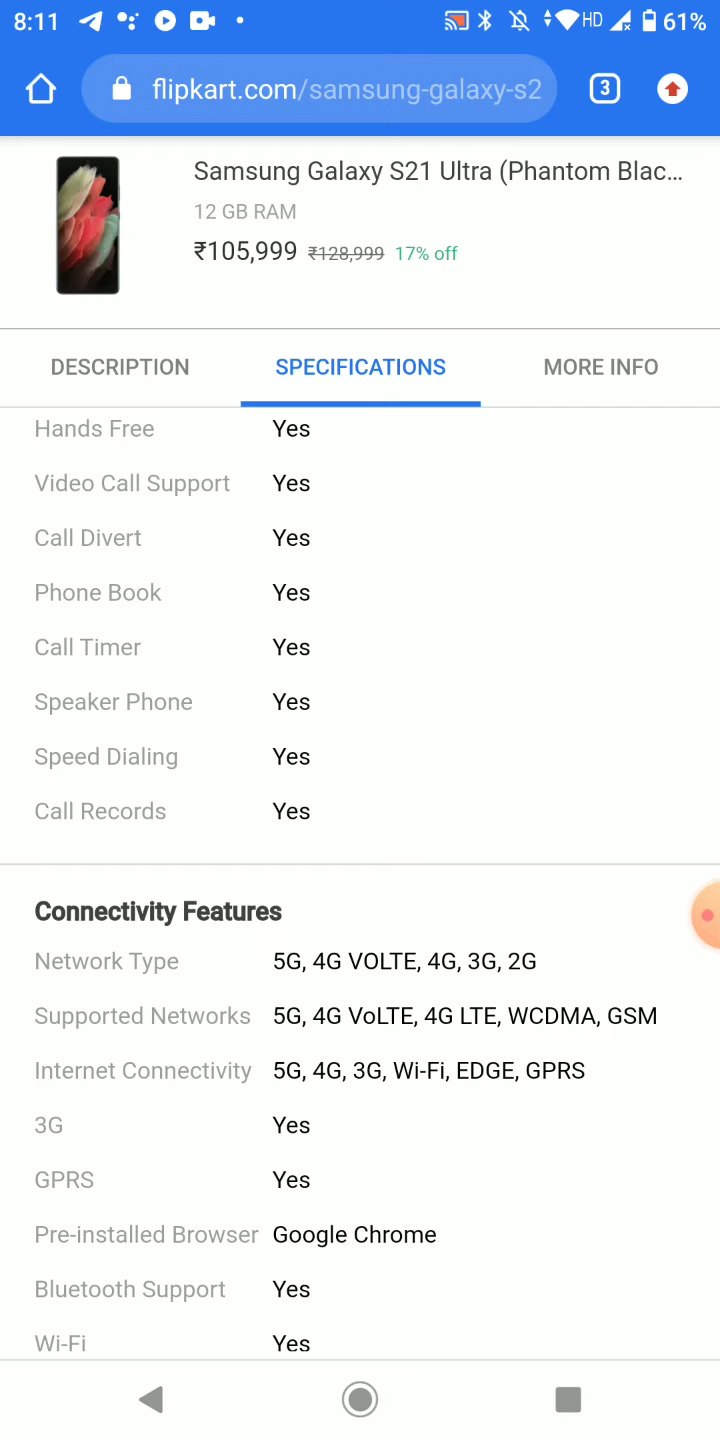 8:11 HD 61%
flipkart.com/samsung-galaxy-s2 3
Samsung Galaxy S21 Ultra (Phantom Blac...
12 GB RAM
₹105,999 ₹128,999 17% off
DESCRIPTION SPECIFICATIONS MORE INFO
Hands Free Yes
Video Call Support Yes
Call Divert Yes
Phone Book Yes
Call Timer Yes
Speaker Phone Yes
Speed Dialing Yes
Call Records Yes
Connectivity Features
Network Type 5G, 4G VOLTE, 4G, 3G, 2G
Supported Networks 5G, 4G VoLTE, 4G LTE, WCDMA, GSM
Internet Connectivity 5G, 4G, 3G, Wi-Fi, EDGE, GPRS
3G Yes
GPRS Yes
Pre-installed Browser Google Chrome
Bluetooth Support Yes
Wi-Fi Yes